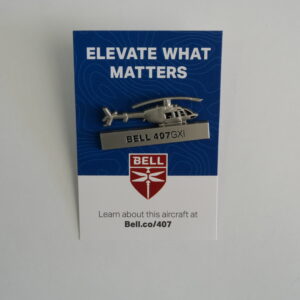 ELEVATE WHAT
MATTERS
BELL 407GXi
BELL
Learn about this aircraft at
Bell.co/407